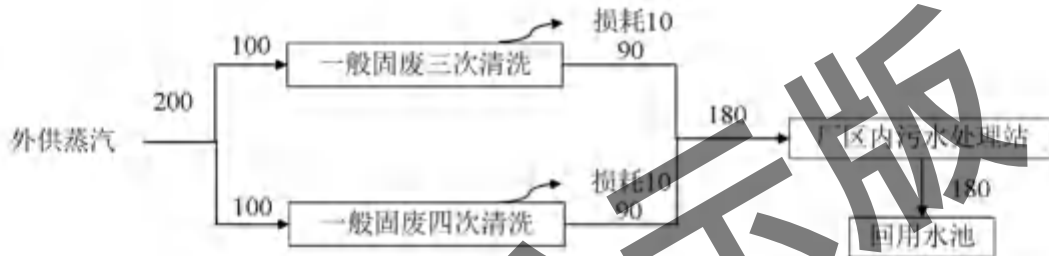 损耗10
100
90
一般固废三次清洗
200
180
外供蒸汽
厂区内污水处理站
损耗10
180
100
90
一般固废四次清洗
回用水池
示版